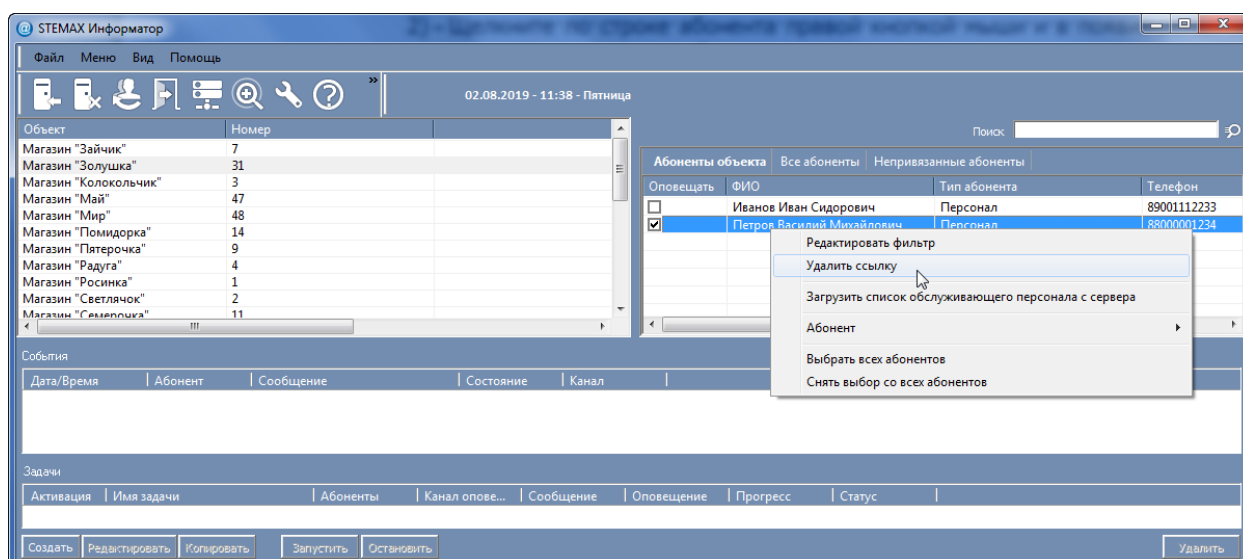 STEMAX Информатор
Файл Меню Вид Помощь
» 02.08.2019 - 11:38 - Пятница
Объект Номер
Магазин "Зайчик" 7
Магазин "Золушка" 31
Магазин "Колокольчик" 3
Магазин "Май" 47
Магазин "Мир" 48
Магазин "Помидорка" 14
Магазин "Пятерочка" 9
Магазин "Радуга" 4
Магазин "Росинка" 1
Магазин "Светлячок" 2
Магазин "Семерочка" 11
Поиск
Абоненты объекта Все абоненты Непривязанные абоненты
Оповещать ФИО Тип абонента Телефон
Иванов Иван Сидорович Персонал 89001112233
Петров Василий Михайлович Персонал 88000001234
Редактировать фильтр
Удалить ссылку
Загрузить список обслуживающего персонала с сервера
Абонент
Выбрать всех абонентов
Снять выбор со всех абонентов
События
Дата/Время Абонент Сообщение Состояние Канал
Задачи
Активация Имя задачи Абоненты Канал опове... Сообщение Оповещение Прогресс Статус
Создать Редактировать Копировать Запустить Остановить Удалить